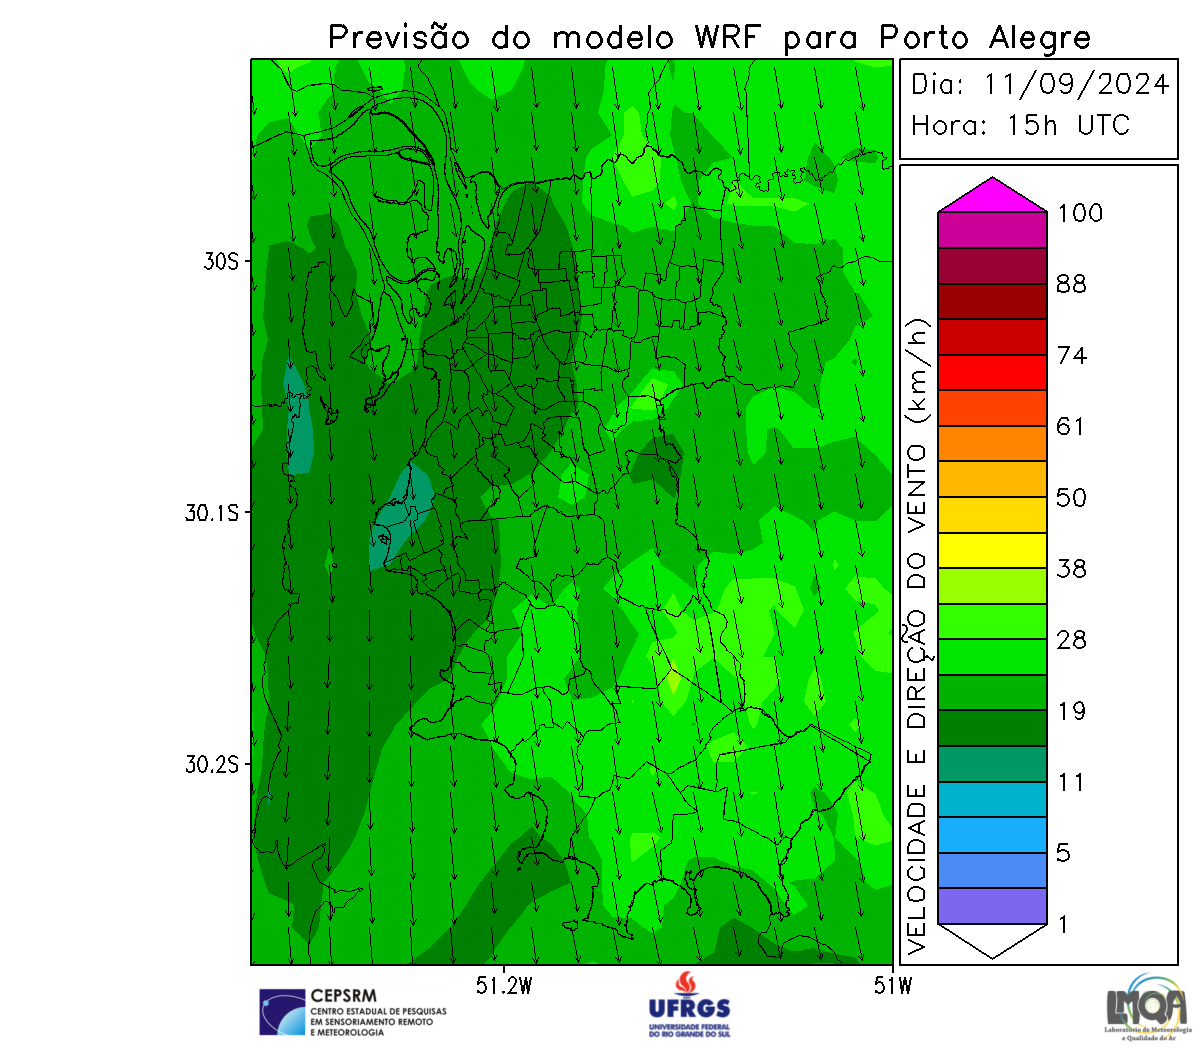 Previsão do modelo WRF para Porto Alegre
Dia: 11/09/2024
Hora: 15h UTC
30S
30.1S
30.2S
51.2W
51W
VELOCIDADE E DIREÇÃO DO VENTO (km/h)
100
88
74
61
50
38
28
19
11
5
1
CEPSRM
CENTRO ESTADUAL DE PESQUISAS
EM SENSORIAMENTO REMOTO
E METEOROLOGIA
UFRGS
UNIVERSIDADE FEDERAL
DO RIO GRANDE DO SUL
LMQA
Laboratório de Meteorologia
e Qualidade do Ar